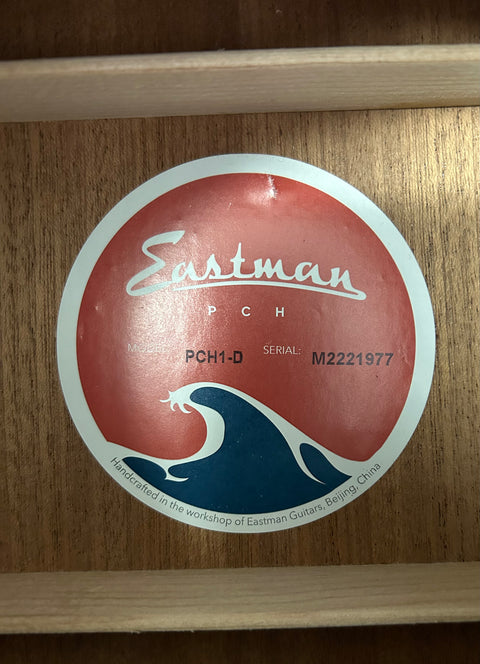 Eastman
P C H
MODEL: PCH1-D SERIAL: M2221977
Handcrafted in the workshop of Eastman Guitars, Beijing, China